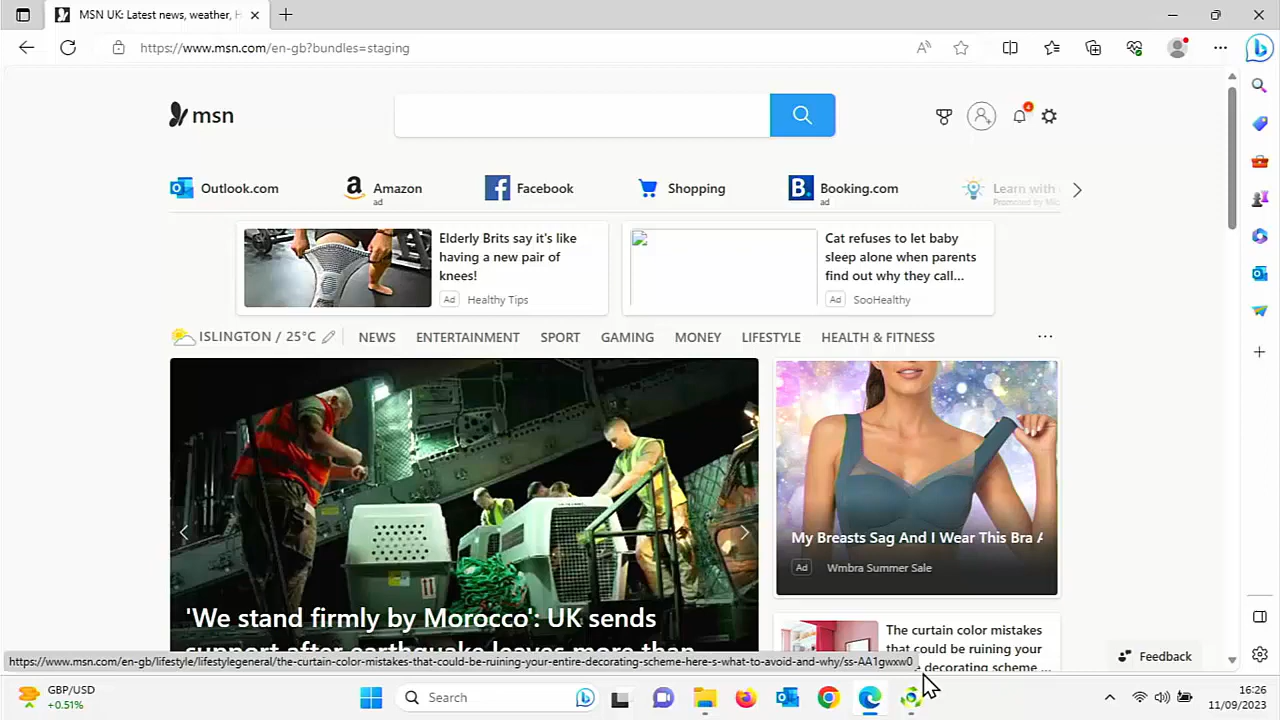 MSN UK: Latest news, weather, H
https://www.msn.com/en-gb?bundles=staging
msn
4
Outlook.com
a Amazon
ad
Facebook
Shopping
B. Booking.com
ad
Learn with
Elderly Brits say it's like
having a new pair of
knees!
Ad Healthy Tips
Cat refuses to let baby
sleep alone when parents
find out why they call...
Ad SooHealthy
ISLINGTON / 25°C
NEWS ENTERTAINMENT SPORT GAMING MONEY LIFESTYLE HEALTH & FITNESS ...
'We stand firmly by Morocco': UK sends
support after earthquake leaves more than
My Breasts Sag And I Wear This Bra A
Ad Wmbra Summer Sale
The curtain color mistakes
that could be ruining your
decorating scheme ...
Feedback
https://www.msn.com/en-gb/lifestyle/lifestylegeneral/the-curtain-color-mistakes-that-could-be-ruining-your-entire-decorating-scheme-here-s-what-to-avoid-and-why/ss-AA1gwxw0
GBP/USD
+0.51%
Search
16:26
11/09/2023